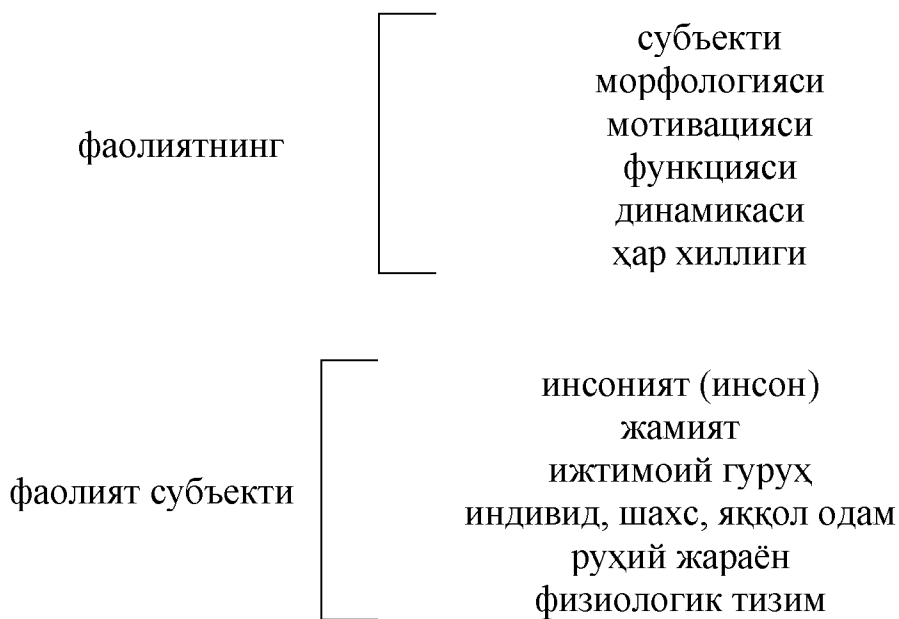 субъекти
морфологияси
мотивацияси
фаолиятнинг
функцияси
динамикаси
ҳар хиллиги
инсоният (инсон)
жамият
ижтимоий гуруҳ
фаолият субъекти
индивид, шахс, яққол одам
руҳий жараён
физиологик тизим